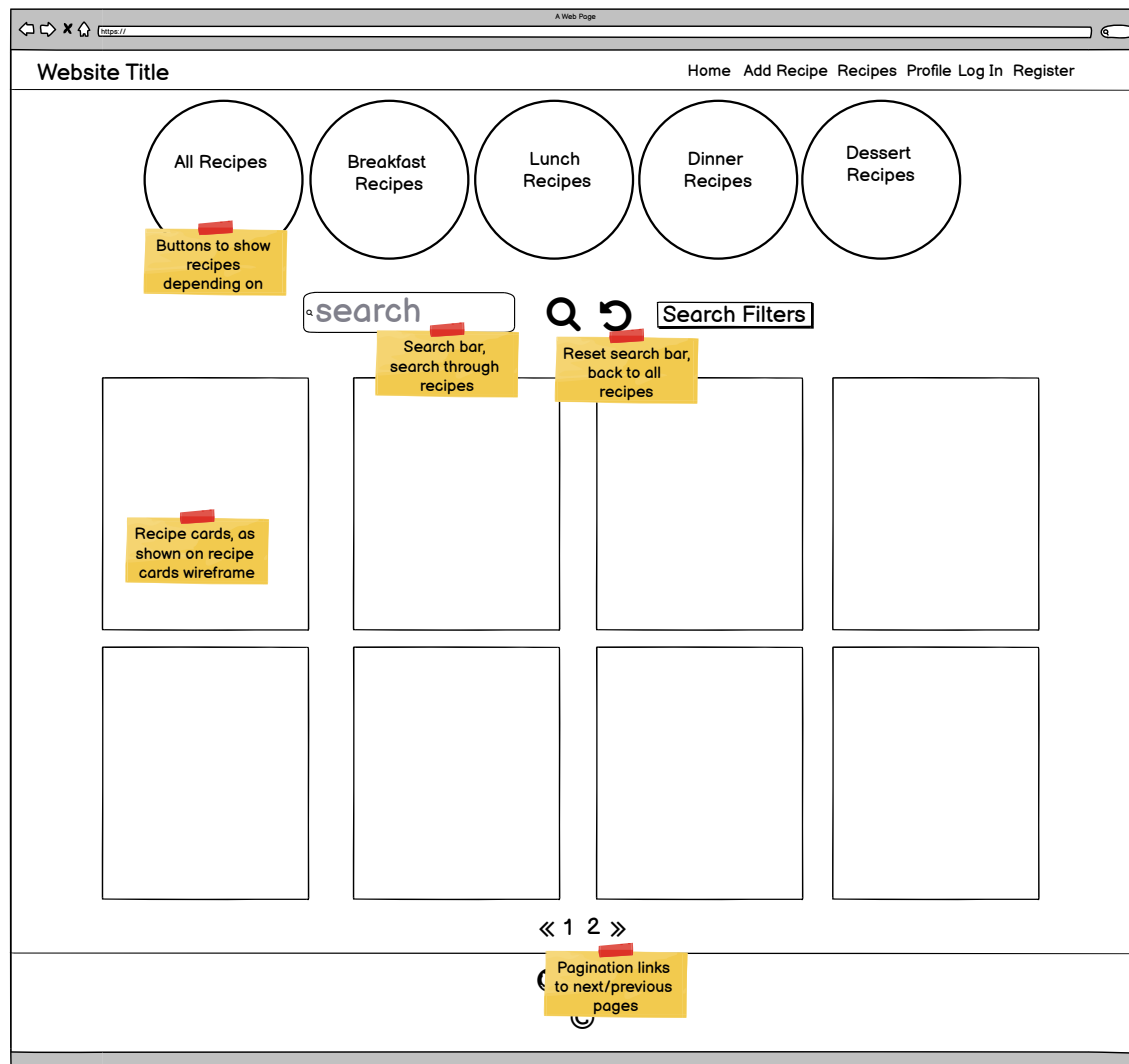 A Web Page
https://
Website Title
Home Add Recipe Recipes Profile Log In Register
All Recipes
Breakfast
Recipes
Lunch
Recipes
Dinner
Recipes
Dessert
Recipes
Buttons to show
recipes
depending on
search
Search Filters
Search bar,
search through
recipes
Reset search bar,
back to all
recipes
Recipe cards, as
shown on recipe
cards wireframe
« 1 2 »
Pagination links
to next/previous
pages
©